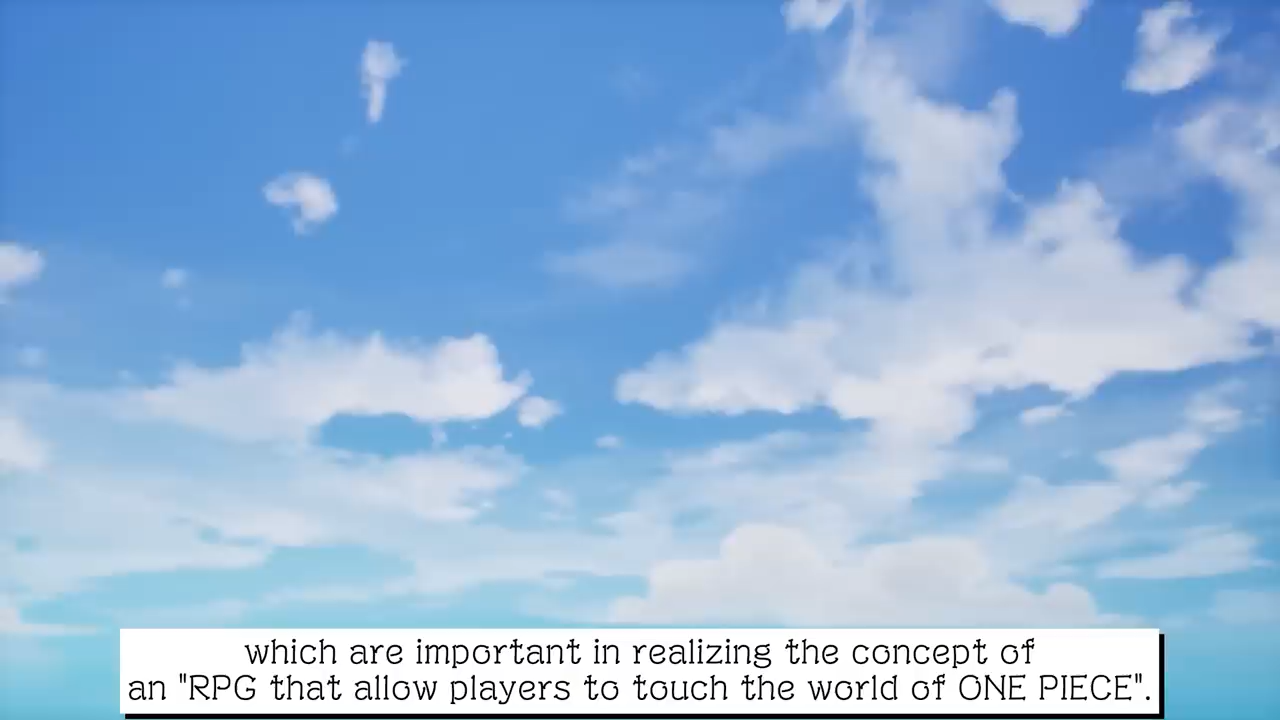 which are important in realizing the concept of
an "RPG that allow players to touch the world of ONE PIECE".